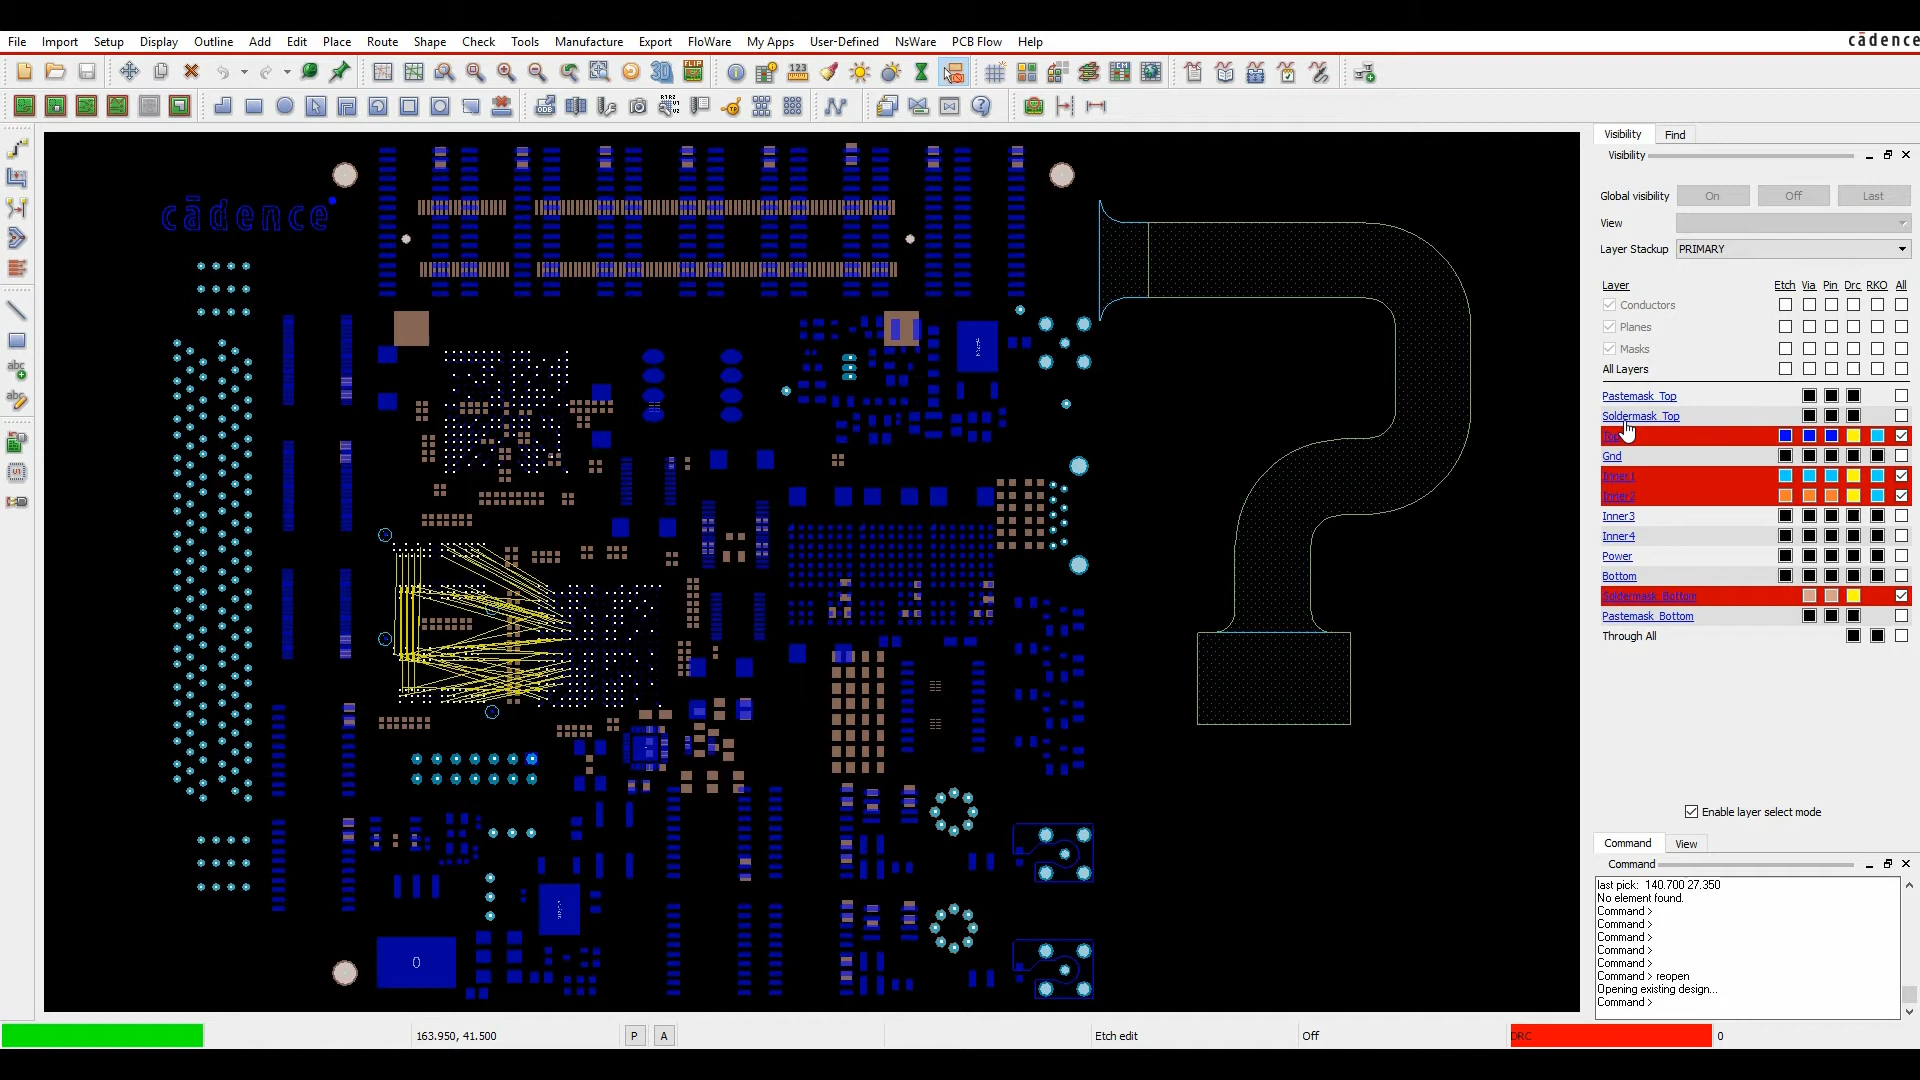 File Import Setup Display Outline Add Edit Place Route Shape Check Tools Manufacture Export FloWare My Apps User-Defined NsWare PCB Flow Help
cādence
Visibility Find
Visibility
Global visibility On Off Last
View
Layer Stackup PRIMARY
Layer Etch Via Pin Drc RKO All
Conductors
Planes
Masks
All Layers
Pastemask_Top
Soldermask_Top
Gnd
Inner1
Inner2
Inner3
Inner4
Power
Bottom
Soldermask_Bottom
Pastemask_Bottom
Through All
Enable layer select mode
Command View
Command
last pick: 140.700 27.350
No element found.
Command >
Command >
Command >
Command >
Command >
Command > reopen
Opening existing design...
Command >
cādence
0
163.950, 41.500 P A Etch edit Off DRC 0